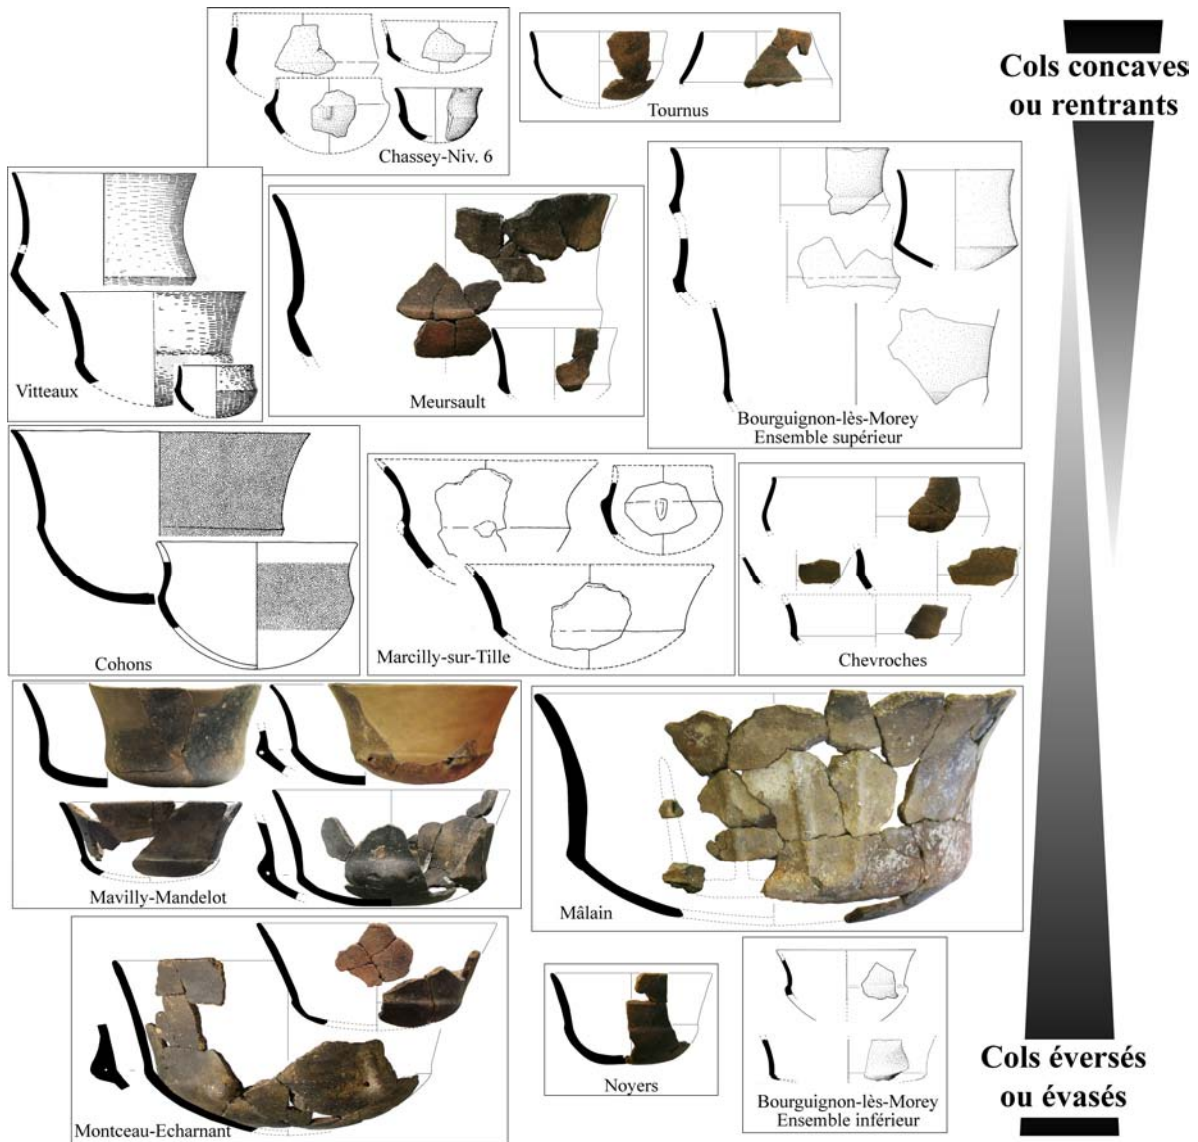 Chassey-Niv. 6
Tournus
Cols concaves
ou rentrants
Vitteaux
Meursault
Bourguignon-lès-Morey
Ensemble supérieur
Cohons
Marcilly-sur-Tille
Chevroches
Mavilly-Mandelot
Mâlain
Montceau-Echarnant
Noyers
Bourguignon-lès-Morey
Ensemble inférieur
Cols éversés
ou évasés